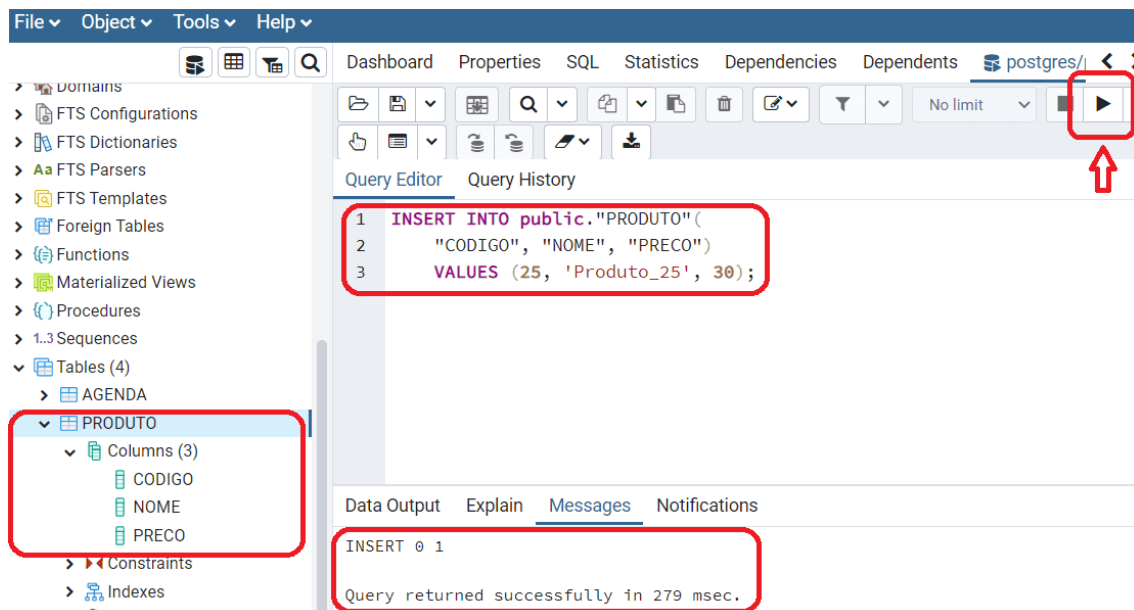 File Object Tools Help
Dashboard Properties SQL Statistics Dependencies Dependents postgres/
Domains
FTS Configurations
FTS Dictionaries
Aa FTS Parsers
FTS Templates
Foreign Tables
Functions
Materialized Views
Procedures
1..3 Sequences
Tables (4)
AGENDA
PRODUTO
Columns (3)
CODIGO
NOME
PRECO
Constraints
Indexes
No limit
Query Editor Query History
1 INSERT INTO public."PRODUTO"(
2 "CODIGO", "NOME", "PRECO")
3 VALUES (25, 'Produto_25', 30);
Data Output Explain Messages Notifications
INSERT 0 1
Query returned successfully in 279 msec.